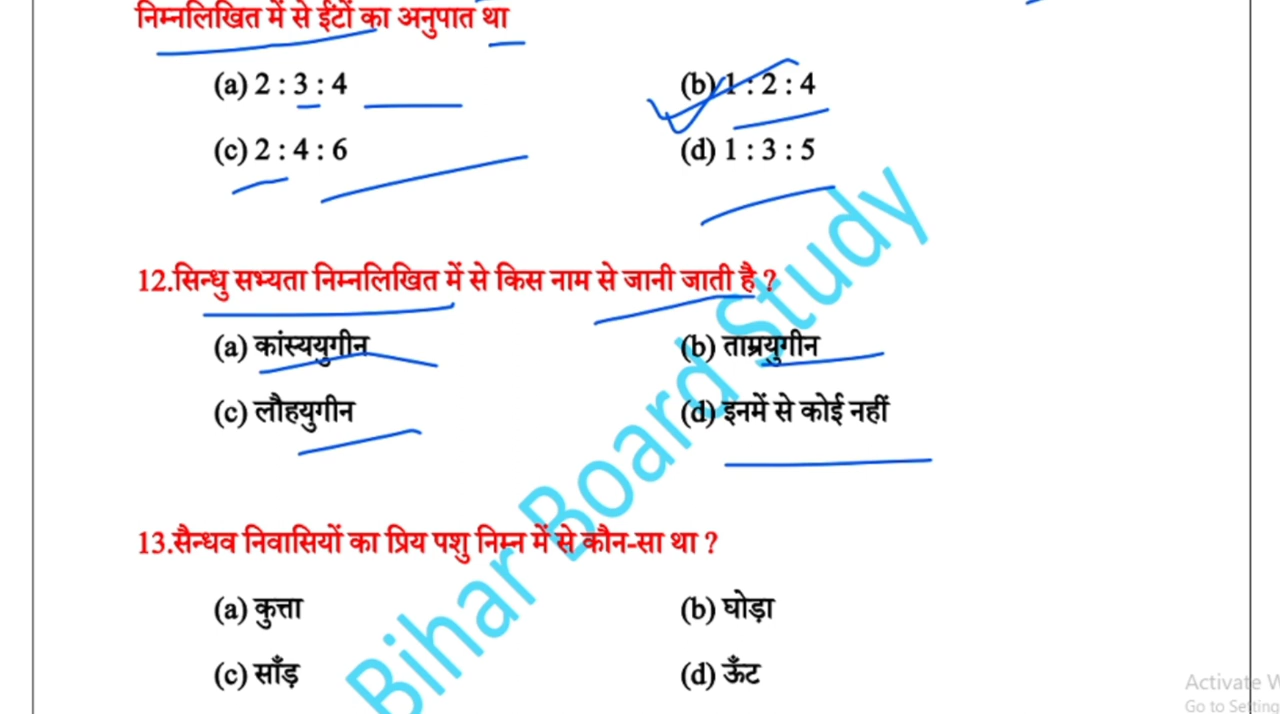 निम्नलिखित में से ईंटों का अनुपात था
(a) 2 : 3 : 4 (b) 1 : 2 : 4
(c) 2 : 4 : 6 (d) 1 : 3 : 5
12.सिन्धु सभ्यता निम्नलिखित में से किस नाम से जानी जाती है ?
(a) कांस्ययुगीन (b) ताम्रयुगीन
(c) लौहयुगीन (d) इनमें से कोई नहीं
13.सैन्धव निवासियों का प्रिय पशु निम्न में से कौन-सा था ?
(a) कुत्ता (b) घोड़ा
(c) साँड़ (d) ऊँट
Bihar Board Study
Activate W
Go to Setting